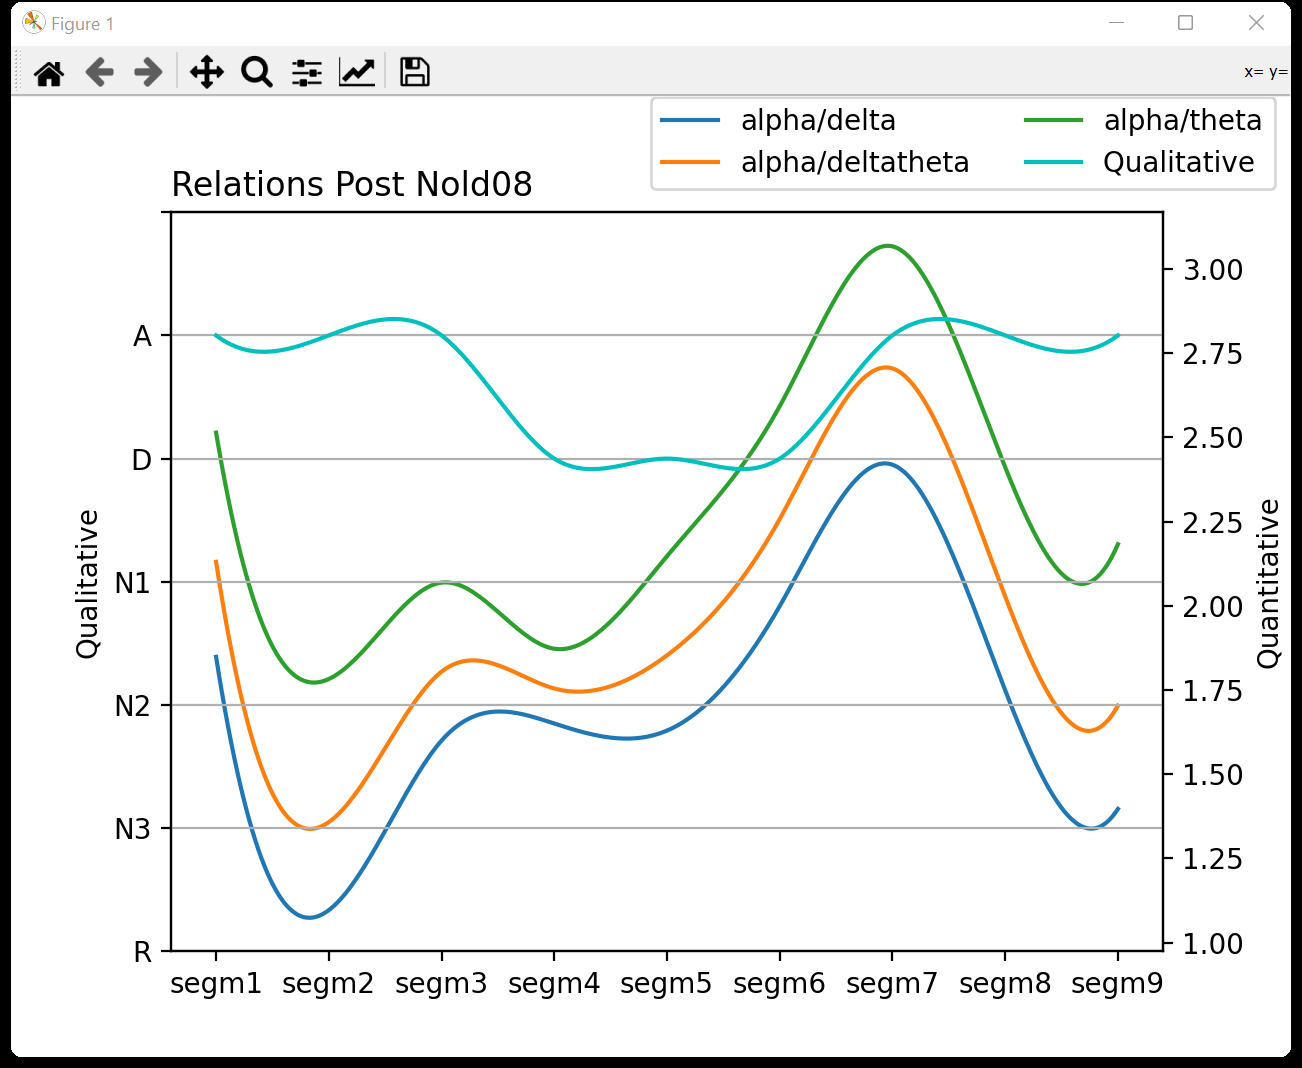 Figure 1
x= y=
alpha/delta
alpha/deltatheta
alpha/theta
Qualitative
Relations Post Nold08
Qualitative
A
D
N1
N2
N3
R
3.00
2.75
2.50
2.25
2.00
1.75
1.50
1.25
1.00
Quantitative
segm1 segm2 segm3 segm4 segm5 segm6 segm7 segm8 segm9